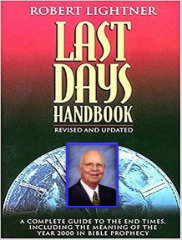 ROBERT LIGHTNER
LAST
DAYS
HANDBOOK
REVISED AND UPDATED
A COMPLETE GUIDE TO THE END TIMES,
INCLUDING THE MEANING OF THE
YEAR 2000 IN BIBLE PROPHECY